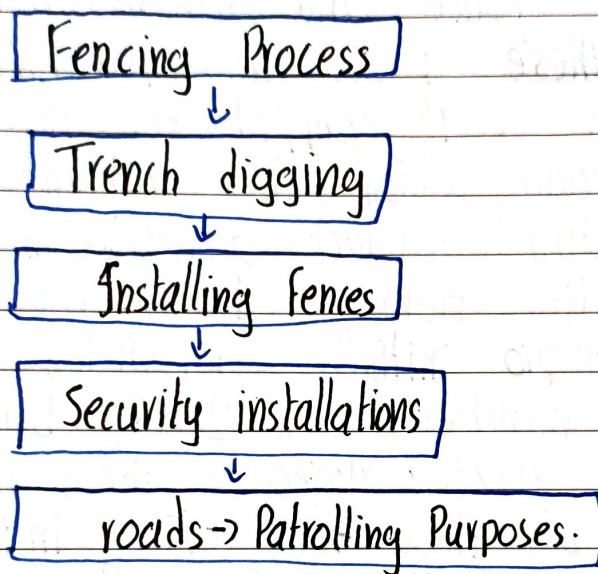 Fencing Process
↓
Trench digging
↓
Installing fences
↓
Security installations
↓
roads → Patrolling Purposes.